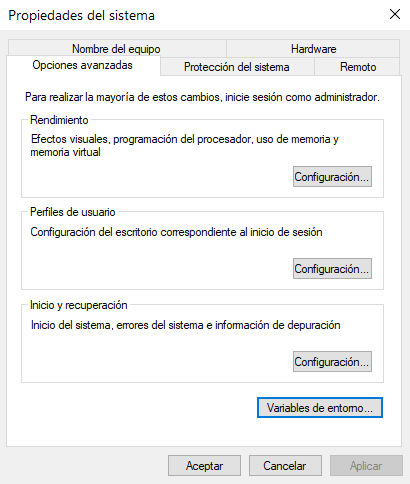 Propiedades del sistema
Nombre del equipo
Hardware
Opciones avanzadas
Protección del sistema
Remoto
Para realizar la mayoría de estos cambios, inicie sesión como administrador.
Rendimiento
Efectos visuales, programación del procesador, uso de memoria y
memoria virtual
Configuración...
Perfiles de usuario
Configuración del escritorio correspondiente al inicio de sesión
Configuración...
Inicio y recuperación
Inicio del sistema, errores del sistema e información de depuración
Configuración...
Variables de entorno...
Aceptar
Cancelar
Aplicar